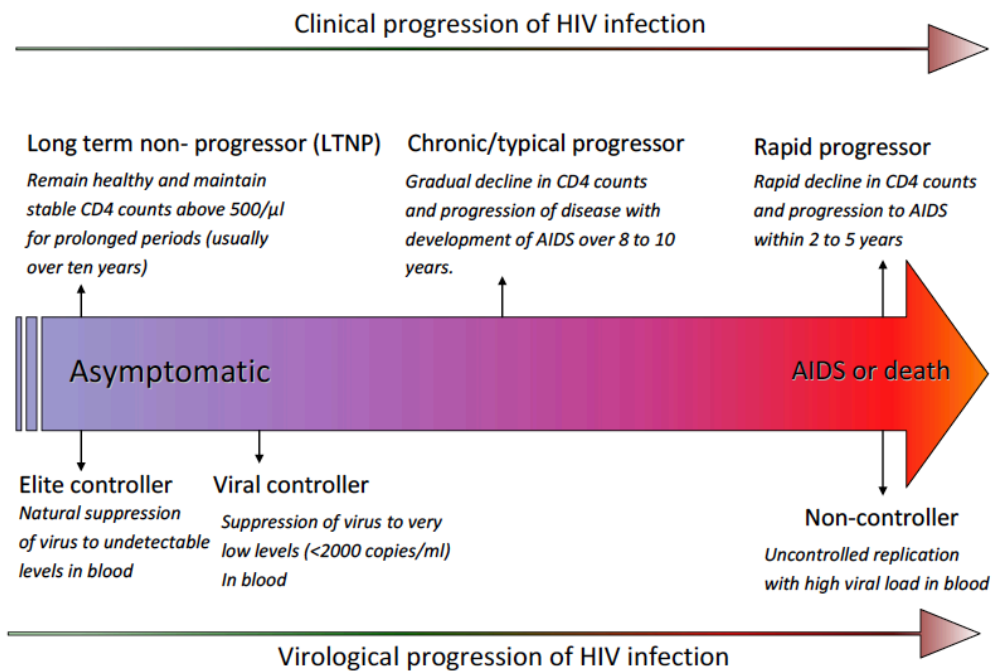 Clinical progression of HIV infection
Long term non- progressor (LTNP)
Remain healthy and maintain
stable CD4 counts above 500/µl
for prolonged periods (usually
over ten years)
Chronic/typical progressor
Gradual decline in CD4 counts
and progression of disease with
development of AIDS over 8 to 10
years.
Rapid progressor
Rapid decline in CD4 counts
and progression to AIDS
within 2 to 5 years
Asymptomatic
AIDS or death
Elite controller
Natural suppression
of virus to undetectable
levels in blood
Viral controller
Suppression of virus to very
low levels (<2000 copies/ml)
In blood
Non-controller
Uncontrolled replication
with high viral load in blood
Virological progression of HIV infection